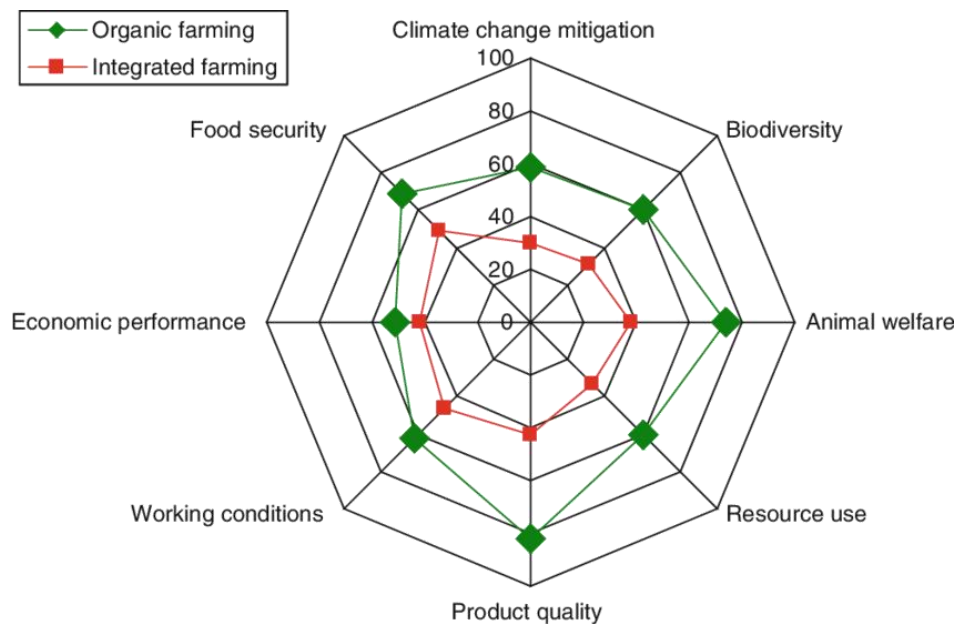 Organic farming
Integrated farming
Climate change mitigation
100
80
60
40
20
0
Food security
Biodiversity
Economic performance
Animal welfare
Working conditions
Resource use
Product quality